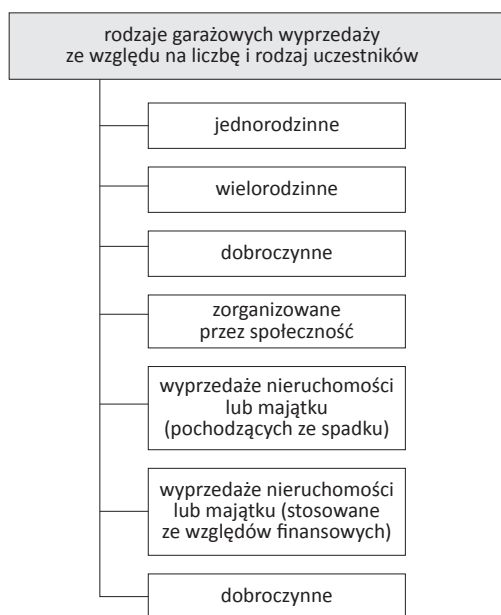 rodzaje garażowych wyprzedaży
ze względu na liczbę i rodzaj uczestników
jednorodzinne
wielorodzinne
dobroczynne
zorganizowane
przez społeczność
wyprzedaże nieruchomości
lub majątku
(pochodzących ze spadku)
wyprzedaże nieruchomości
lub majątku (stosowane
ze względów finansowych)
dobroczynne